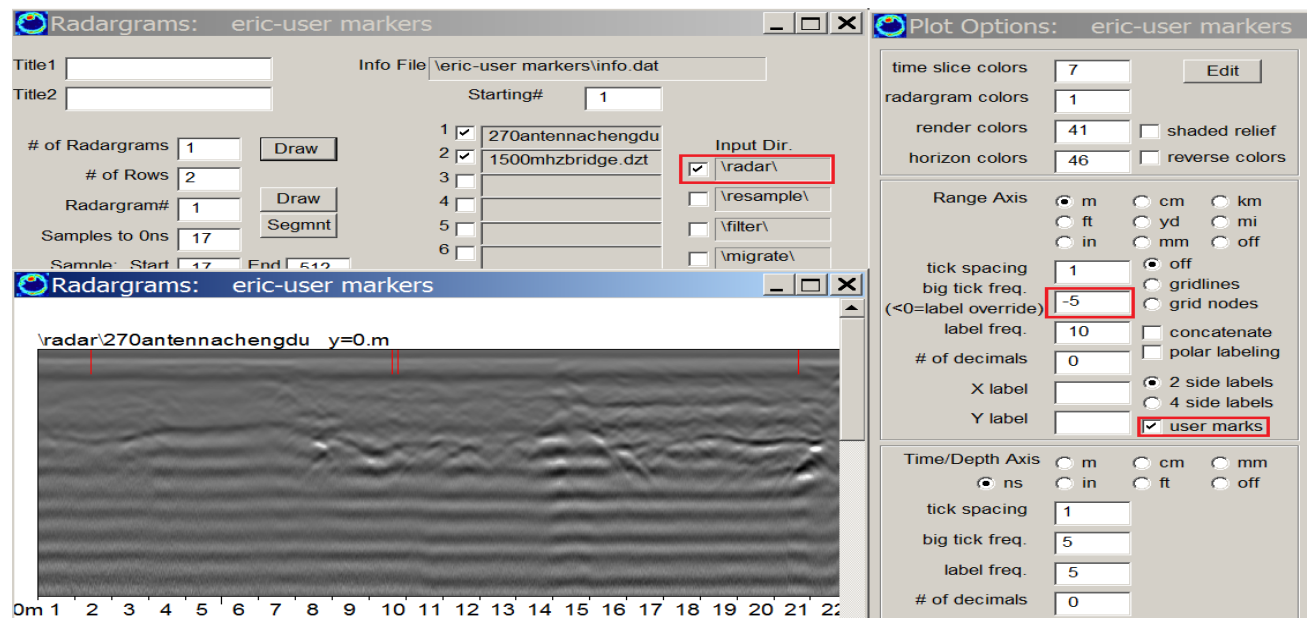 Radargrams: eric-user markers
Title1
Info File \eric-user markers\info.dat
Title2
Starting# 1
# of Radargrams 1 Draw
# of Rows 2
Radargram# 1 Draw
Samples to 0ns 17 Segmnt
Sample: Start 17 End 512
1 270antennachengdu
2 1500mhzbridge.dzt
3
4
5
6
Input Dir.
\radar\
\resample\
\filter\
\migrate\
Radargrams: eric-user markers
\radar\270antennachengdu y=0.m
0m 1 2 3 4 5 6 7 8 9 10 11 12 13 14 15 16 17 18 19 20 21 22
Plot Options: eric-user markers
time slice colors 7 Edit
radargram colors 1
render colors 41 shaded relief
horizon colors 46 reverse colors
Range Axis m cm km
ft yd mi
in mm off
tick spacing 1 off
big tick freq. gridlines
(<0=label override) -5 grid nodes
label freq. 10 concatenate
# of decimals 0 polar labeling
X label 2 side labels
4 side labels
Y label user marks
Time/Depth Axis m cm mm
ns in ft off
tick spacing 1
big tick freq. 5
label freq. 5
# of decimals 0